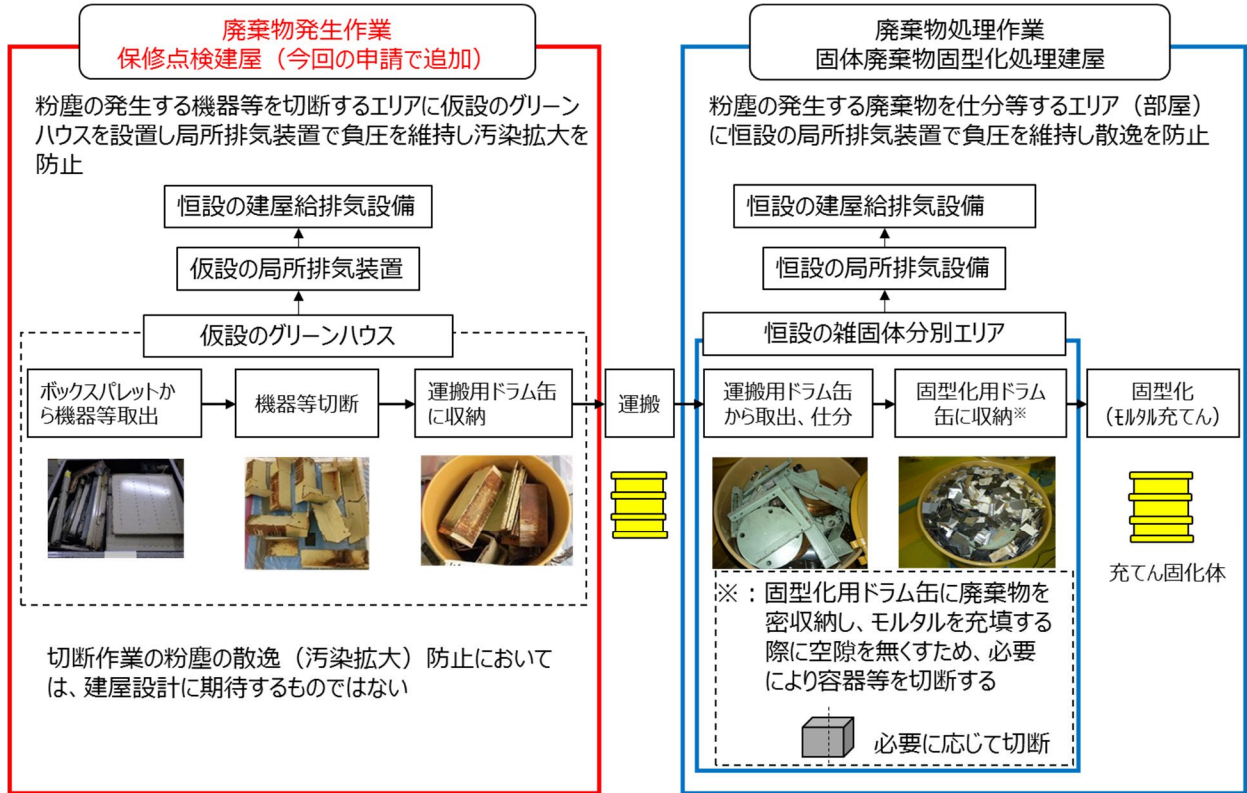 廃棄物発生作業
保修点検建屋（今回の申請で追加）
粉塵の発生する機器等を切断するエリアに仮設のグリーン
ハウスを設置し局所排気装置で負圧を維持し汚染拡大を
防止
恒設の建屋給排気設備
仮設の局所排気装置
仮設のグリーンハウス
ボックスパレットか
ら機器等取出
機器等切断
運搬用ドラム缶
に収納
切断作業の粉塵の散逸（汚染拡大）防止において
は、建屋設計に期待するものではない
運搬
廃棄物処理作業
固体廃棄物固型化処理建屋
粉塵の発生する廃棄物を仕分等するエリア（部屋）
に恒設の局所排気装置で負圧を維持し散逸を防止
恒設の建屋給排気設備
恒設の局所排気設備
恒設の雑固体分別エリア
運搬用ドラム缶
から取出、仕分
固型化用ドラム
缶に収納※
固型化
（ﾓﾙﾀﾙ充てん）
充てん固化体
※：固型化用ドラム缶に廃棄物を
密収納し、モルタルを充填する
際に空隙を無くすため、必要
により容器等を切断する
必要に応じて切断